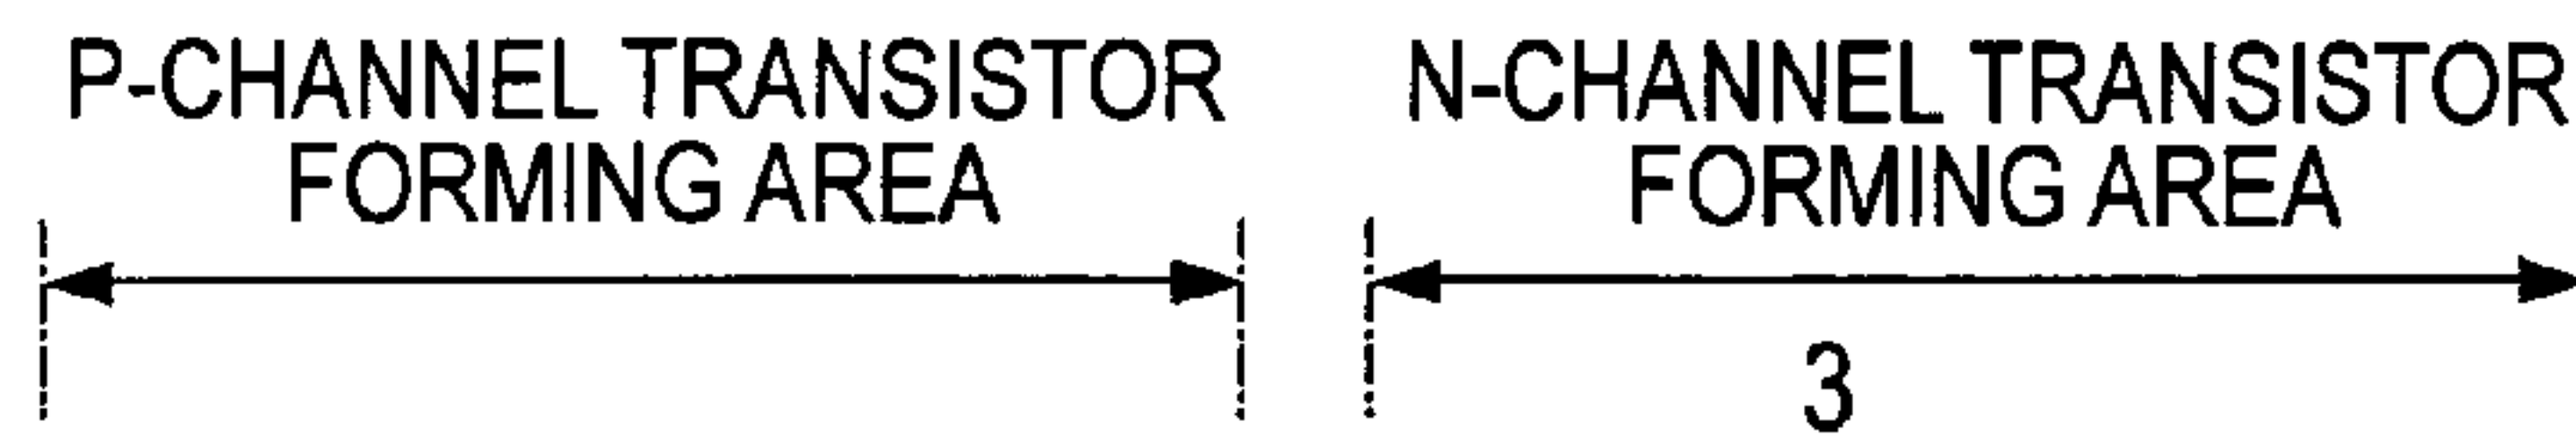 P-CHANNEL TRANSISTOR
FORMING AREA
N-CHANNEL TRANSISTOR
FORMING AREA
3